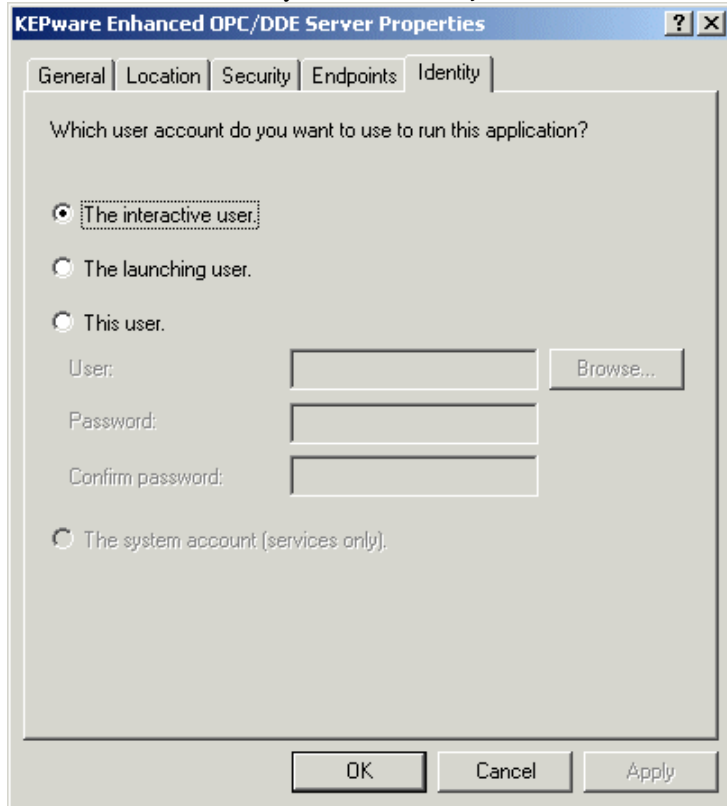 KEPware Enhanced OPC/DDE Server Properties
General Location Security Endpoints Identity
Which user account do you want to use to run this application?
The interactive user.
The launching user.
This user.
User: Browse...
Password:
Confirm password:
The system account (services only).
OK Cancel Apply